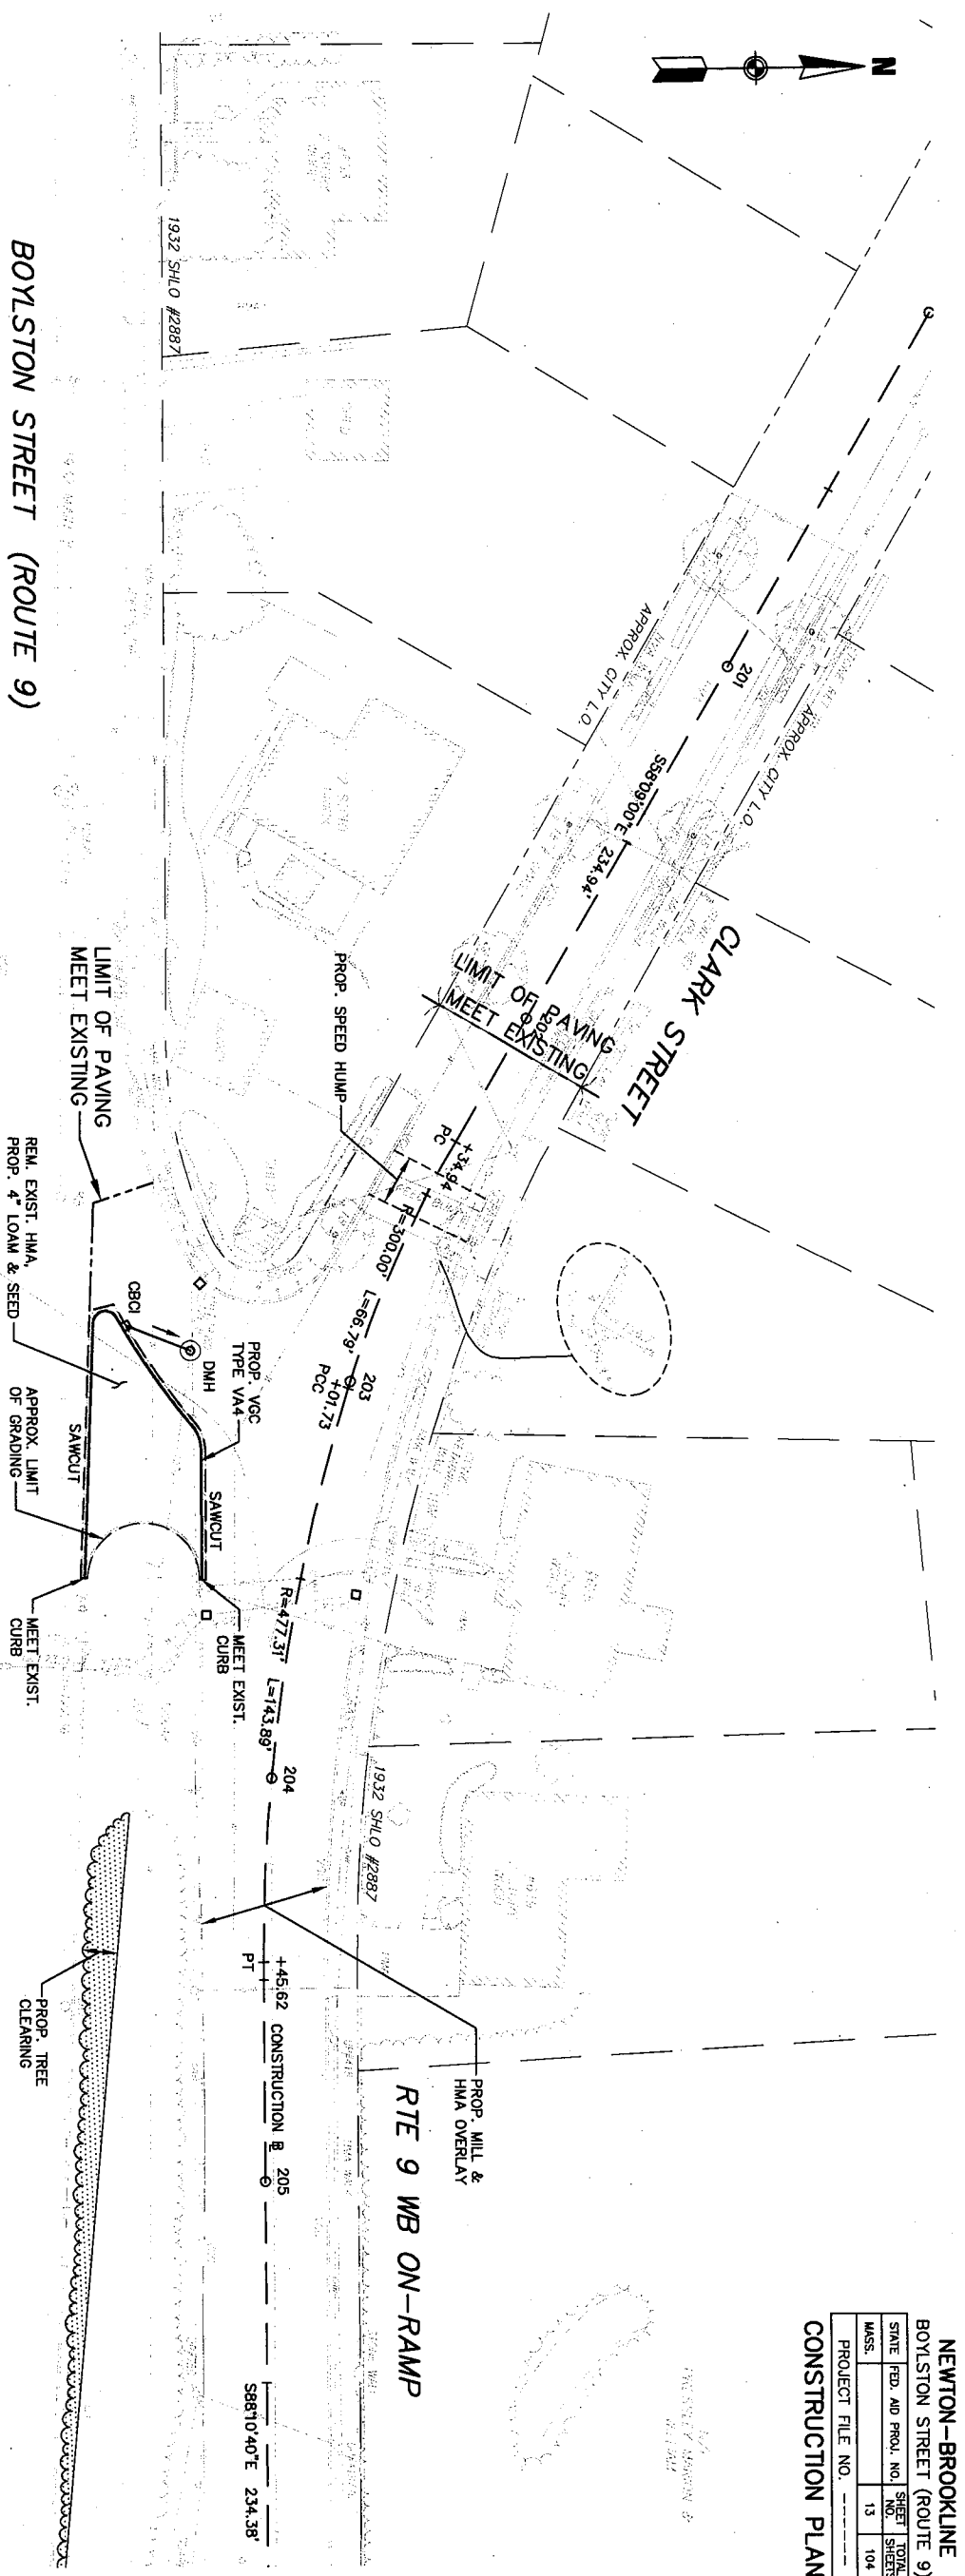 NEWTON-BROOKLINE
BOYLSTON STREET (ROUTE 9)
STATE FED. AID PROJ. NO. SHEET NO. TOTAL SHEETS
MASS. 13 104
PROJECT FILE NO. ------
CONSTRUCTION PLAN
N
201
APPROX. CITY L.O.
APPROX. CITY L.O.
S58°09'00"E 234.94'
CLARK STREET
LIMIT OF PAVING
MEET EXISTING
PROP. SPEED HUMP
+34.94
PC
R=300.00' L=66.79'
203
+01.73
PCC
R=477.31' L=143.89'
204
1932 SHLO #2887
1932 SHLO #2887
+45.62
PT
CONSTRUCTION
205
S88°10'40"E 234.38'
PROP. MILL &
HMA OVERLAY
RTE 9 WB ON-RAMP
LIMIT OF PAVING
MEET EXISTING
CBCI
DMH
PROP. VGC
TYPE VA4
SAWCUT
SAWCUT
MEET EXIST.
CURB
MEET EXIST.
CURB
REM. EXIST. HMA,
PROP. 4" LOAM & SEED
APPROX. LIMIT
OF GRADING
PROP. TREE
CLEARING
BOYLSTON STREET (ROUTE 9)